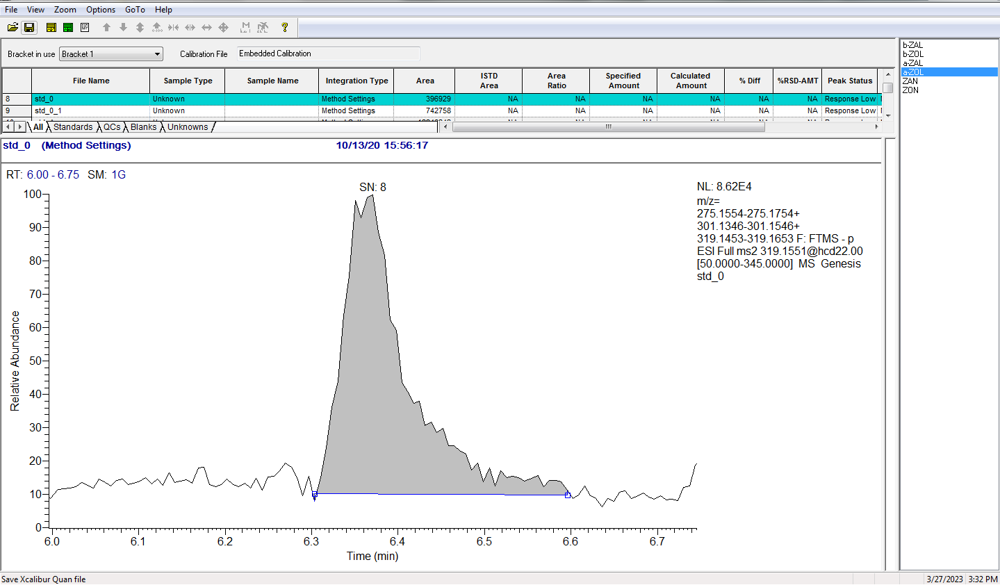 File View Zoom Options GoTo Help
Bracket in use Bracket 1 Calibration File Embedded Calibration
File Name Sample Type Sample Name Integration Type Area ISTD Area Area Ratio Specified Amount Calculated Amount % Diff %RSD-AMT Peak Status
8 std_0 Unknown Method Settings 396929 NA NA NA NA NA NA Response Low
9 std_0_1 Unknown Method Settings 742758 NA NA NA NA NA NA Response Low
All Standards QCs Blanks Unknowns
b-ZAL
b-ZOL
a-ZAL
a-ZOL
ZAN
ZON
std_0 (Method Settings) 10/13/20 15:56:17
RT: 6.00 - 6.75 SM: 1G
SN: 8
NL: 8.62E4
m/z=
275.1554-275.1754+
301.1346-301.1546+
319.1453-319.1653 F: FTMS - p
ESI Full ms2 319.1551@hcd22.00
[50.0000-345.0000] MS Genesis
std_0
100
90
80
70
60
50
40
30
20
10
0
Relative Abundance
6.0 6.1 6.2 6.3 6.4 6.5 6.6 6.7
Time (min)
Save Xcalibur Quan file 3/27/2023 3:32 PM